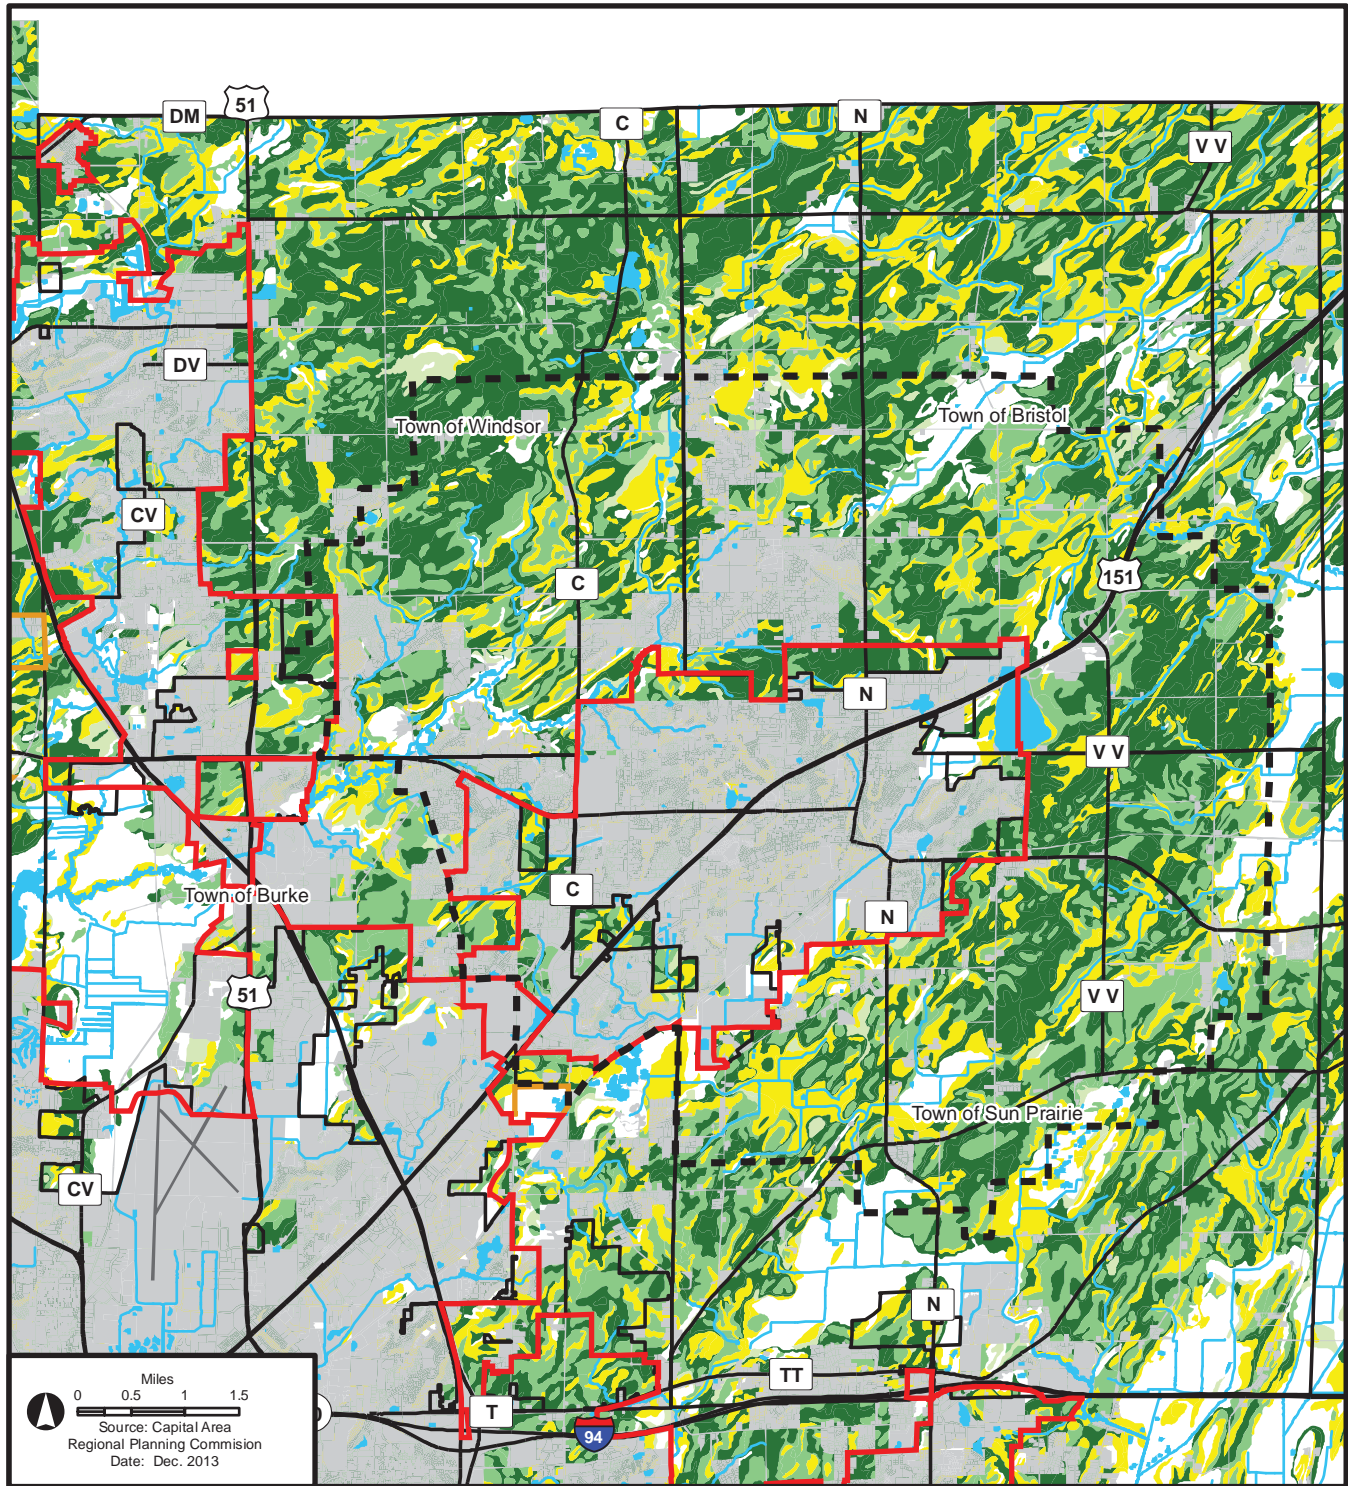 51
DM
C
N
V V
DV
Town of Windsor
Town of Bristol
CV
C
151
N
V V
Town of Burke
C
N
51
V V
Town of Sun Prairie
CV
N
TT
T
94
Miles
0 0.5 1 1.5
Source: Capital Area
Regional Planning Commision
Date: Dec. 2013